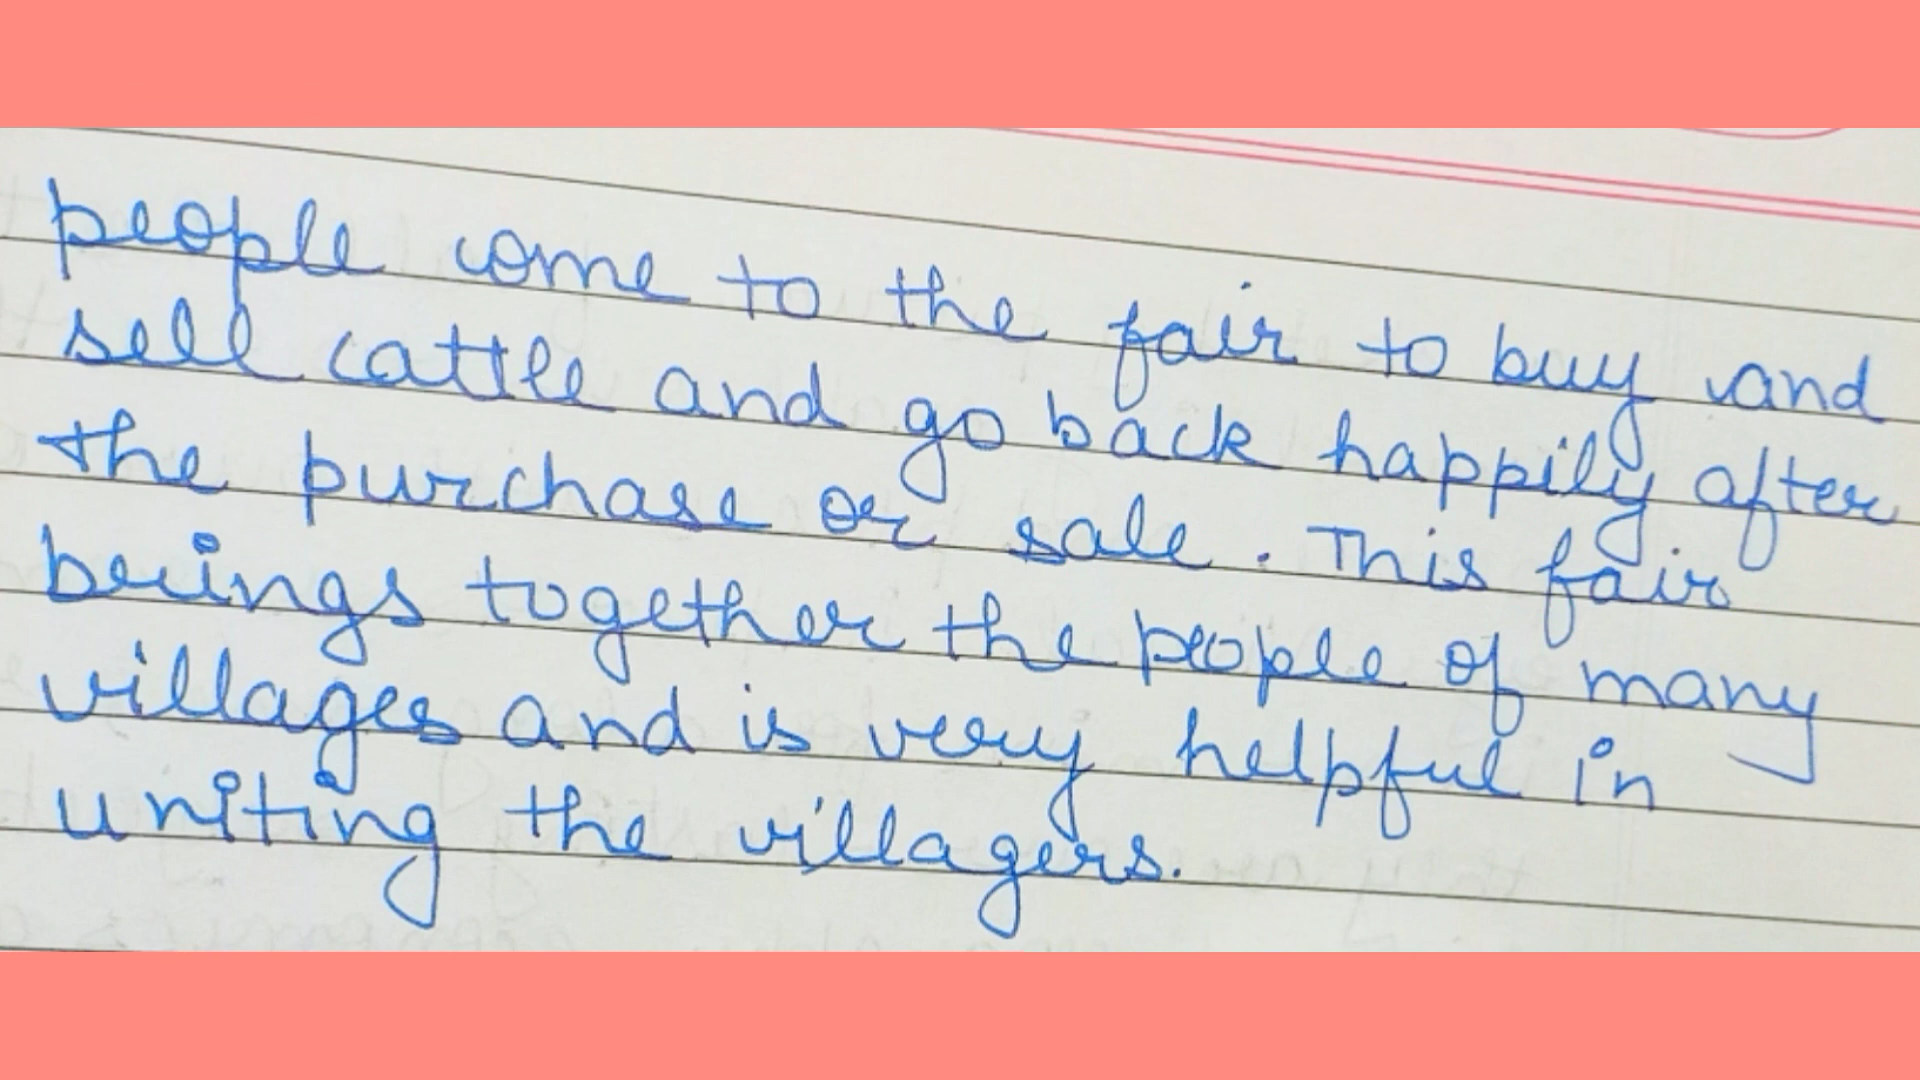 people come to the fair to buy and
sell cattle and go back happily after
the purchase or sale. This fair
brings together the people of many
villages and is very helpful in
uniting the villagers.